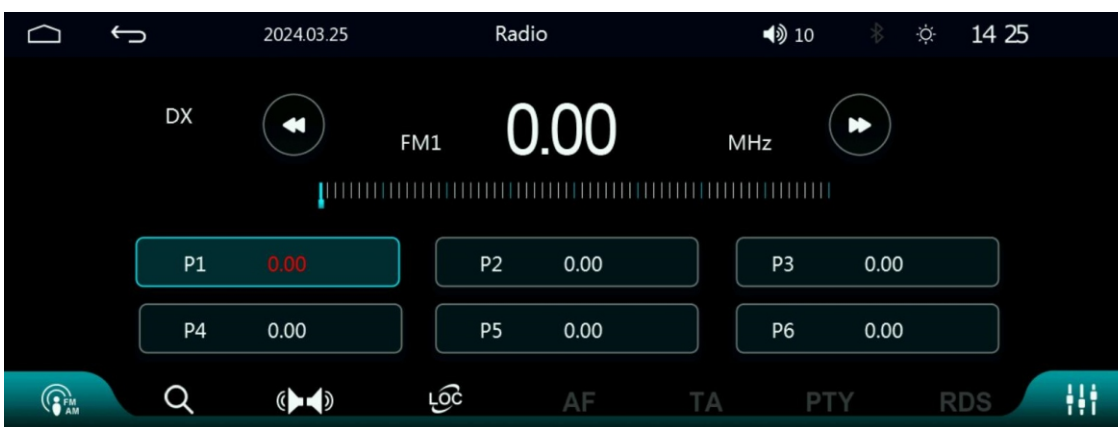 2024.03.25 Radio 10 14 25
DX FM1 0.00 MHz
P1 0.00 P2 0.00 P3 0.00
P4 0.00 P5 0.00 P6 0.00
FM AM LOC AF TA PTY RDS